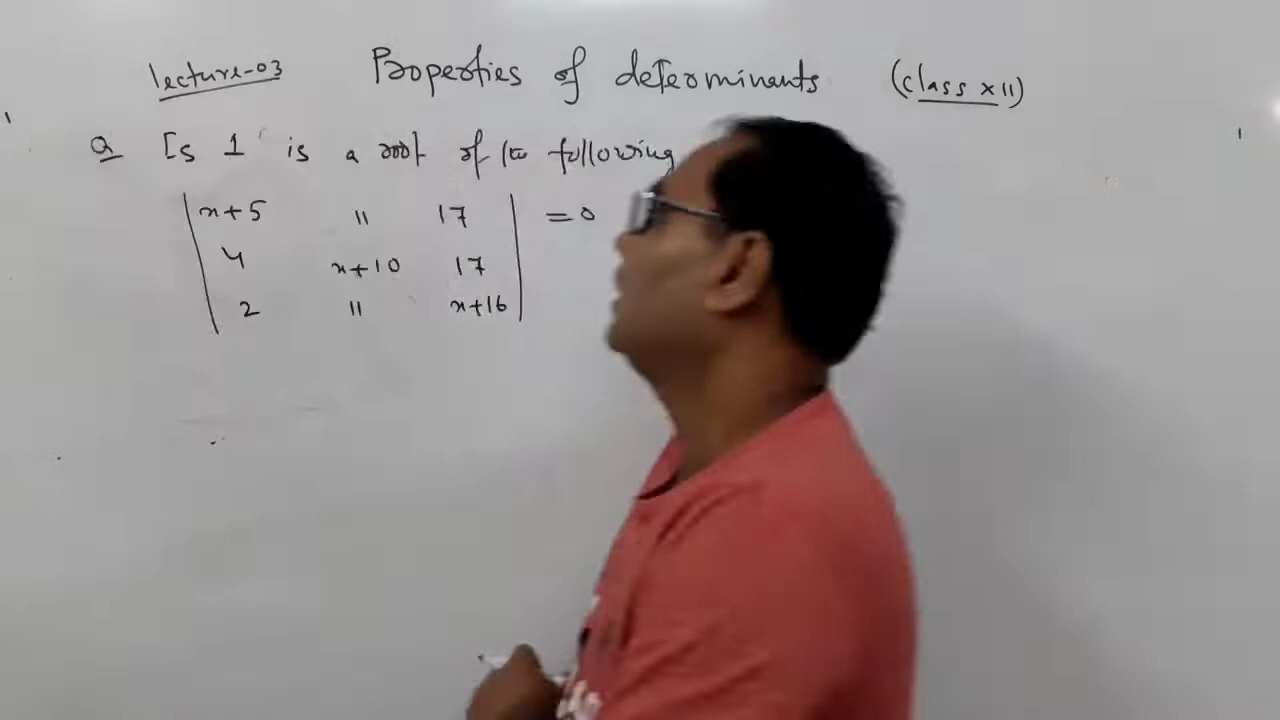 lecture-03 Properties of determinants (class XII)
Q Is 1 is a root of the following
| x+5 11 17 | = 0
| 4 x+10 17 |
| 2 11 x+16 |